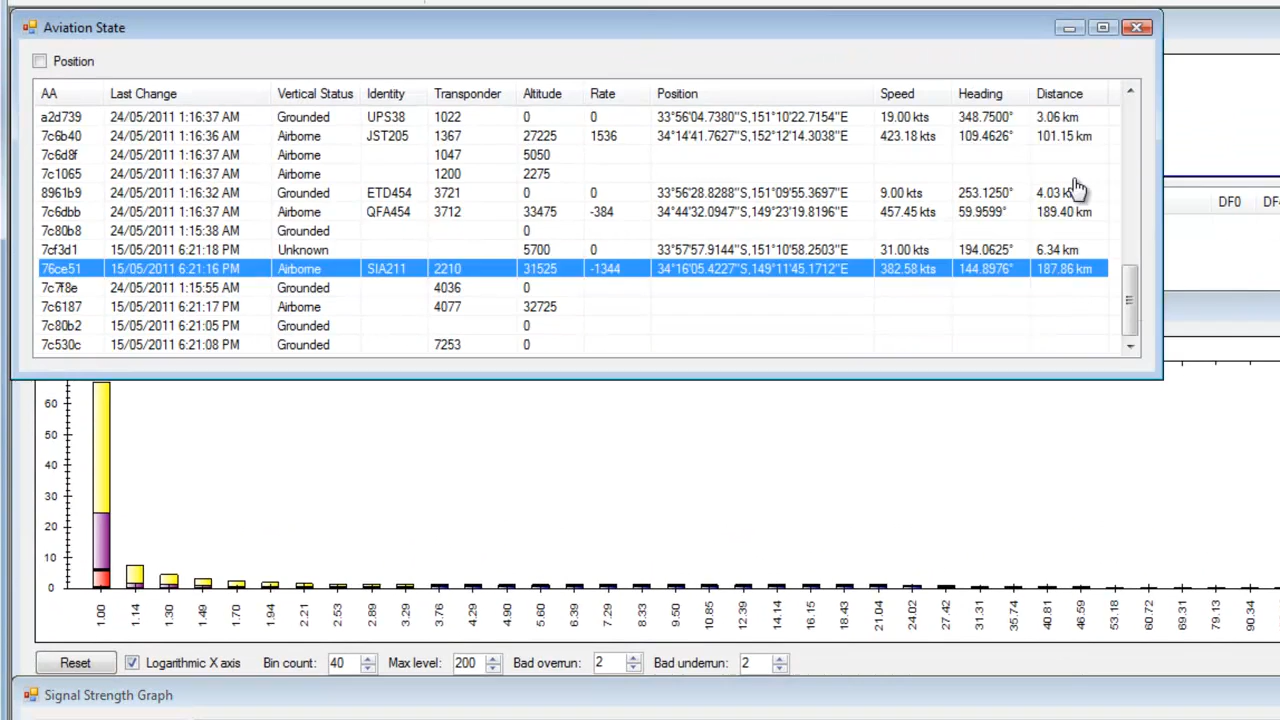 Aviation State
Position
AA Last Change Vertical Status Identity Transponder Altitude Rate Position Speed Heading Distance
a2d739 24/05/2011 1:16:37 AM Grounded UPS38 1022 0 0 33°56'04.7380"S,151°10'22.7154"E 19.00 kts 348.7500° 3.06 km
7c6b40 24/05/2011 1:16:37 AM Airborne JST205 1367 27225 1536 34°14'41.7627"S,152°12'14.3038"E 423.18 kts 109.4626° 101.15 km
7c6d8f 24/05/2011 1:16:37 AM Airborne 1047 5050
7c1065 24/05/2011 1:16:37 AM Airborne 1200 2275
8961b9 24/05/2011 1:16:32 AM Grounded ETD454 3721 0 0 33°56'28.8288"S,151°09'55.3697"E 9.00 kts 253.1250° 4.03
7c6dbb 24/05/2011 1:16:37 AM Airborne QFA454 3712 33475 -384 34°44'32.0947"S,149°23'19.8196"E 457.45 kts 59.9599° 189.40 km
7c80b8 24/05/2011 1:15:38 AM Grounded 0
7cf3d1 15/05/2011 6:21:18 PM Unknown 5700 0 33°57'57.9144"S,151°10'58.2503"E 31.00 kts 194.0625° 6.34 km
76ce51 15/05/2011 6:21:16 PM Airborne SIA211 2210 31525 -1344 34°16'05.4227"S,149°11'45.1712"E 382.58 kts 144.8976° 187.86 km
7c7f8e 24/05/2011 1:15:55 AM Grounded 4036 0
7c6187 15/05/2011 6:21:17 PM Airborne 4077 32725
7c80b2 15/05/2011 6:21:05 PM Grounded 0
7c530c 15/05/2011 6:21:08 PM Grounded 7253 0
DF0
60
50
40
30
20
10
0
1.00 1.14 1.30 1.49 1.70 1.94 2.21 2.53 2.89 3.29 3.76 4.29 4.90 5.60 6.39 7.29 8.33 9.50 10.85 12.39 14.14 16.15 18.43 21.04 24.02 27.42 31.31 35.74 40.81 46.59 53.18 60.72 69.31 79.13 90.34
Reset Logarithmic X axis Bin count: 40 Max level: 200 Bad overrun: 2 Bad underrun: 2
Signal Strength Graph